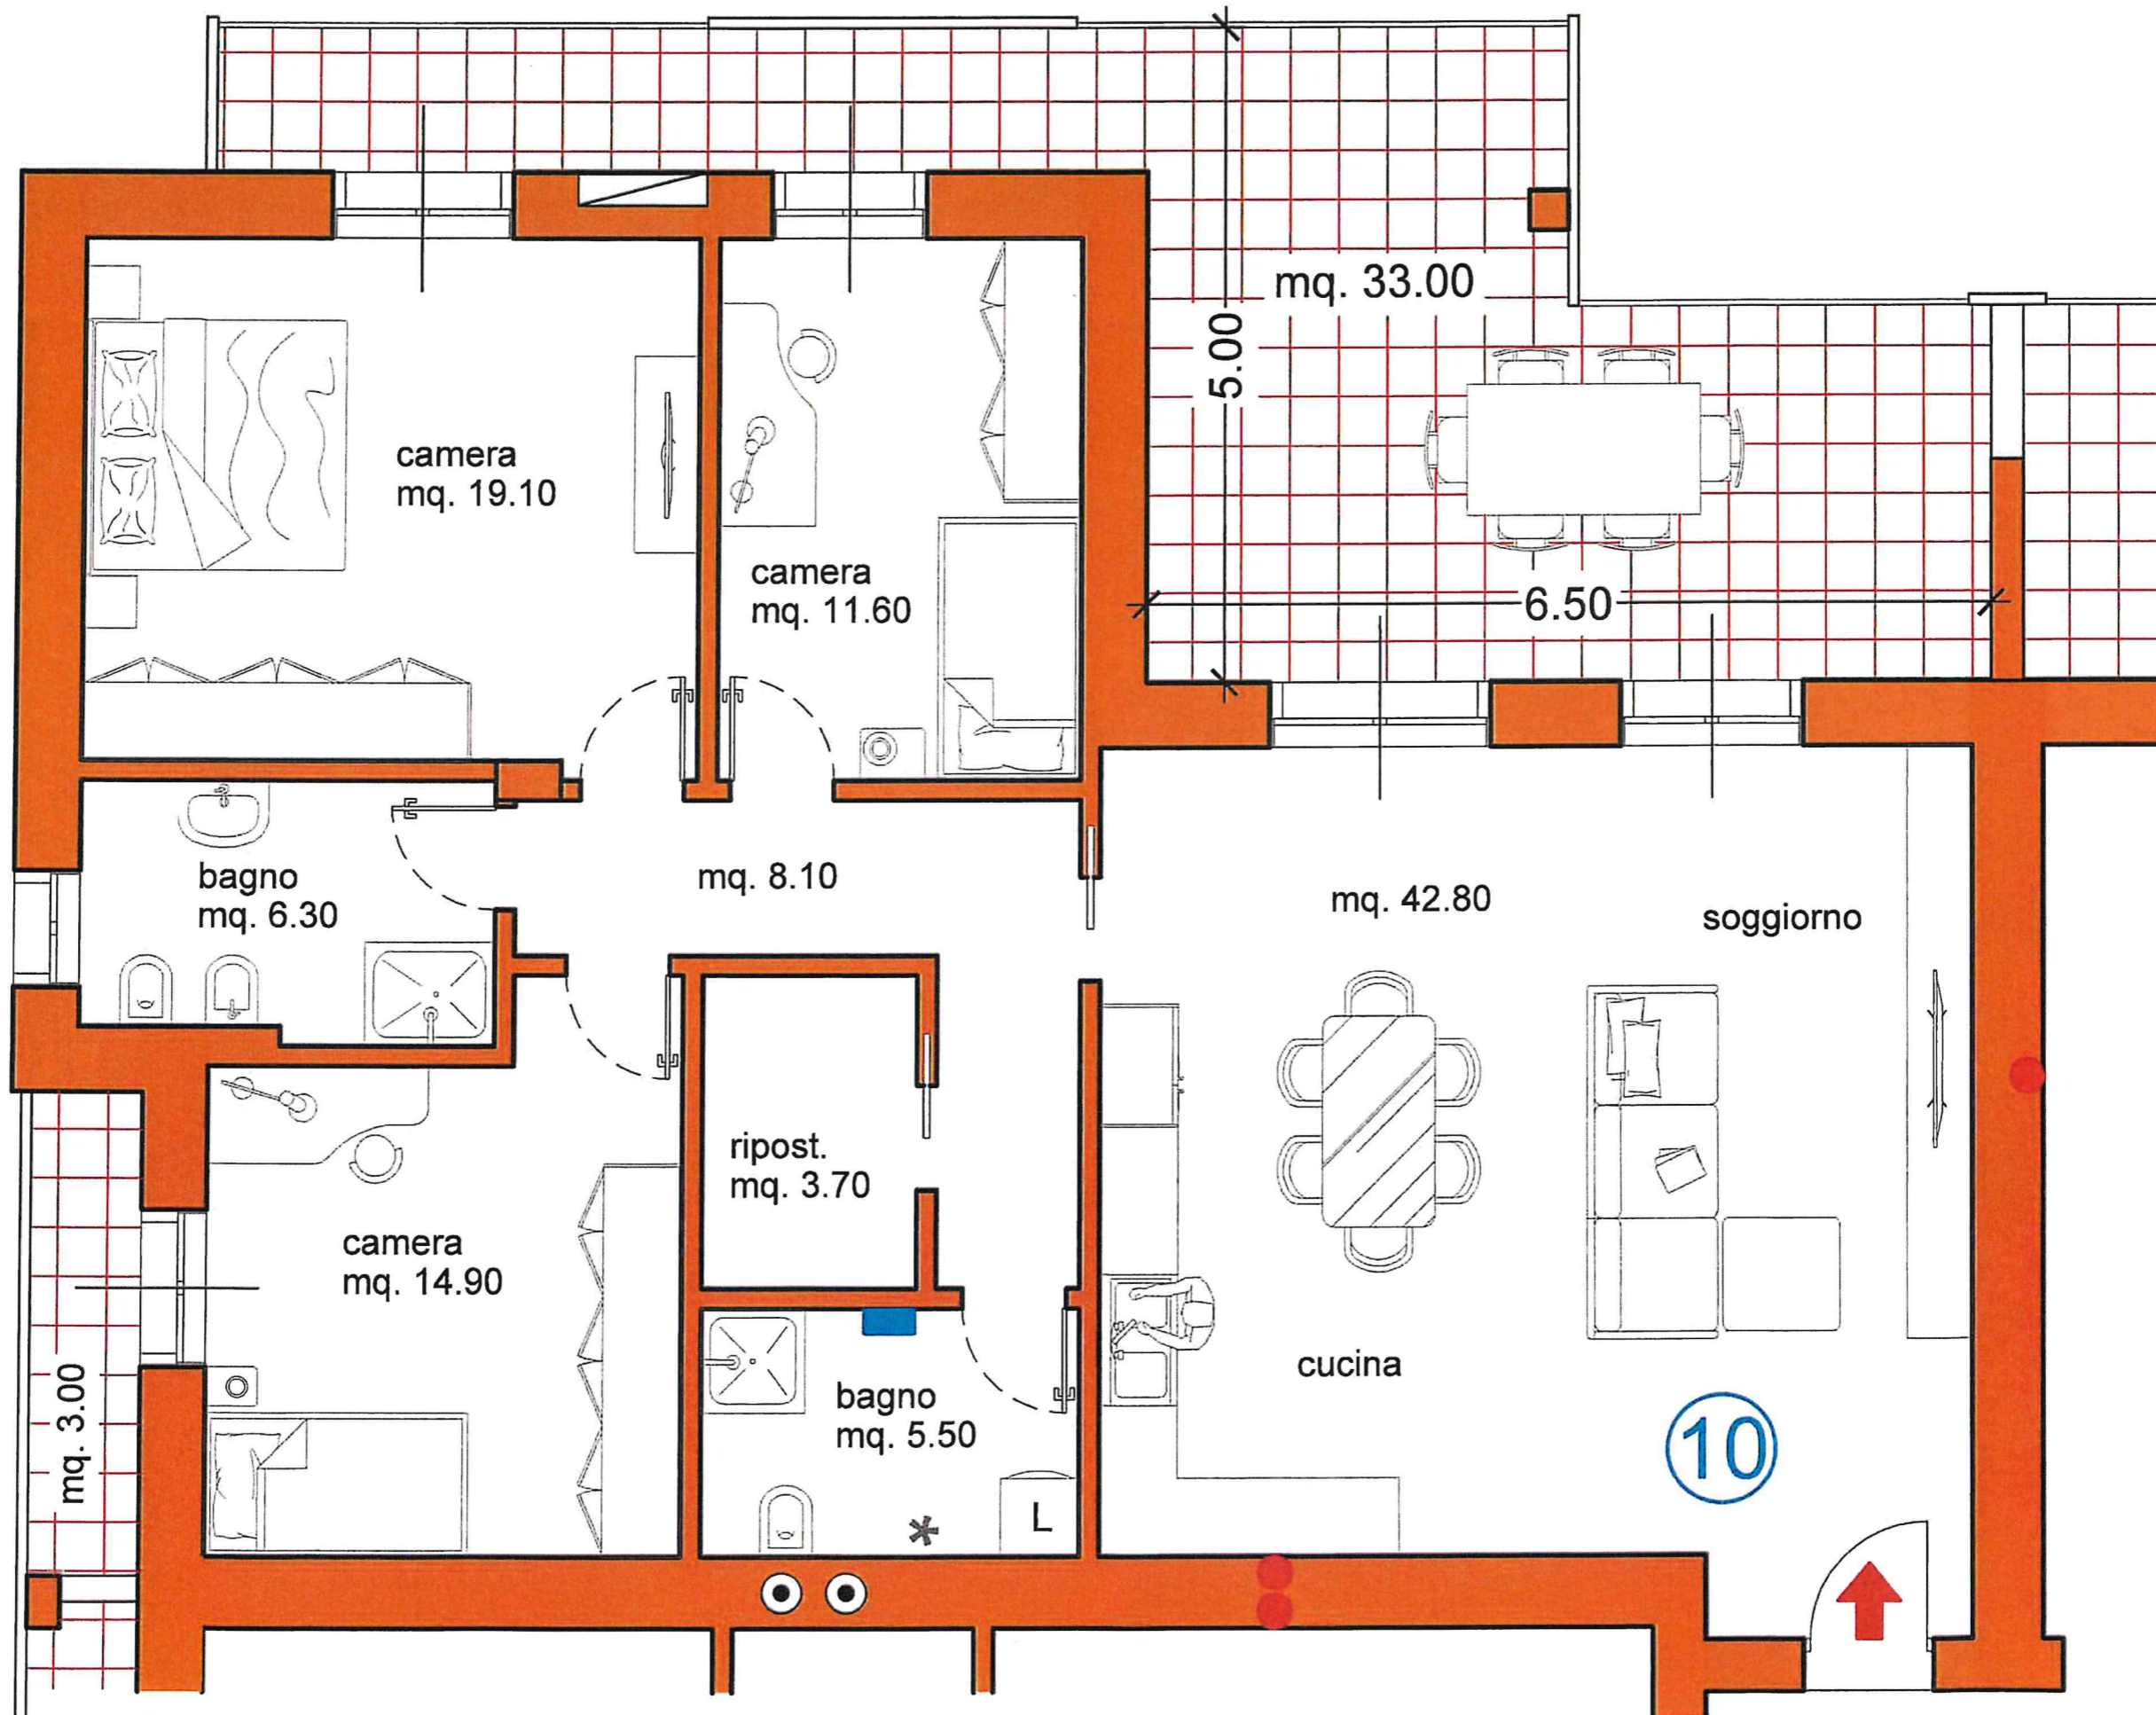 mq. 33.00
5.00
camera
mq. 19.10
camera
mq. 11.60
6.50
bagno
mq. 6.30
mq. 8.10
mq. 42.80
soggiorno
ripost.
mq. 3.70
camera
mq. 14.90
mq. 3.00
cucina
bagno
mq. 5.50
10
*
L